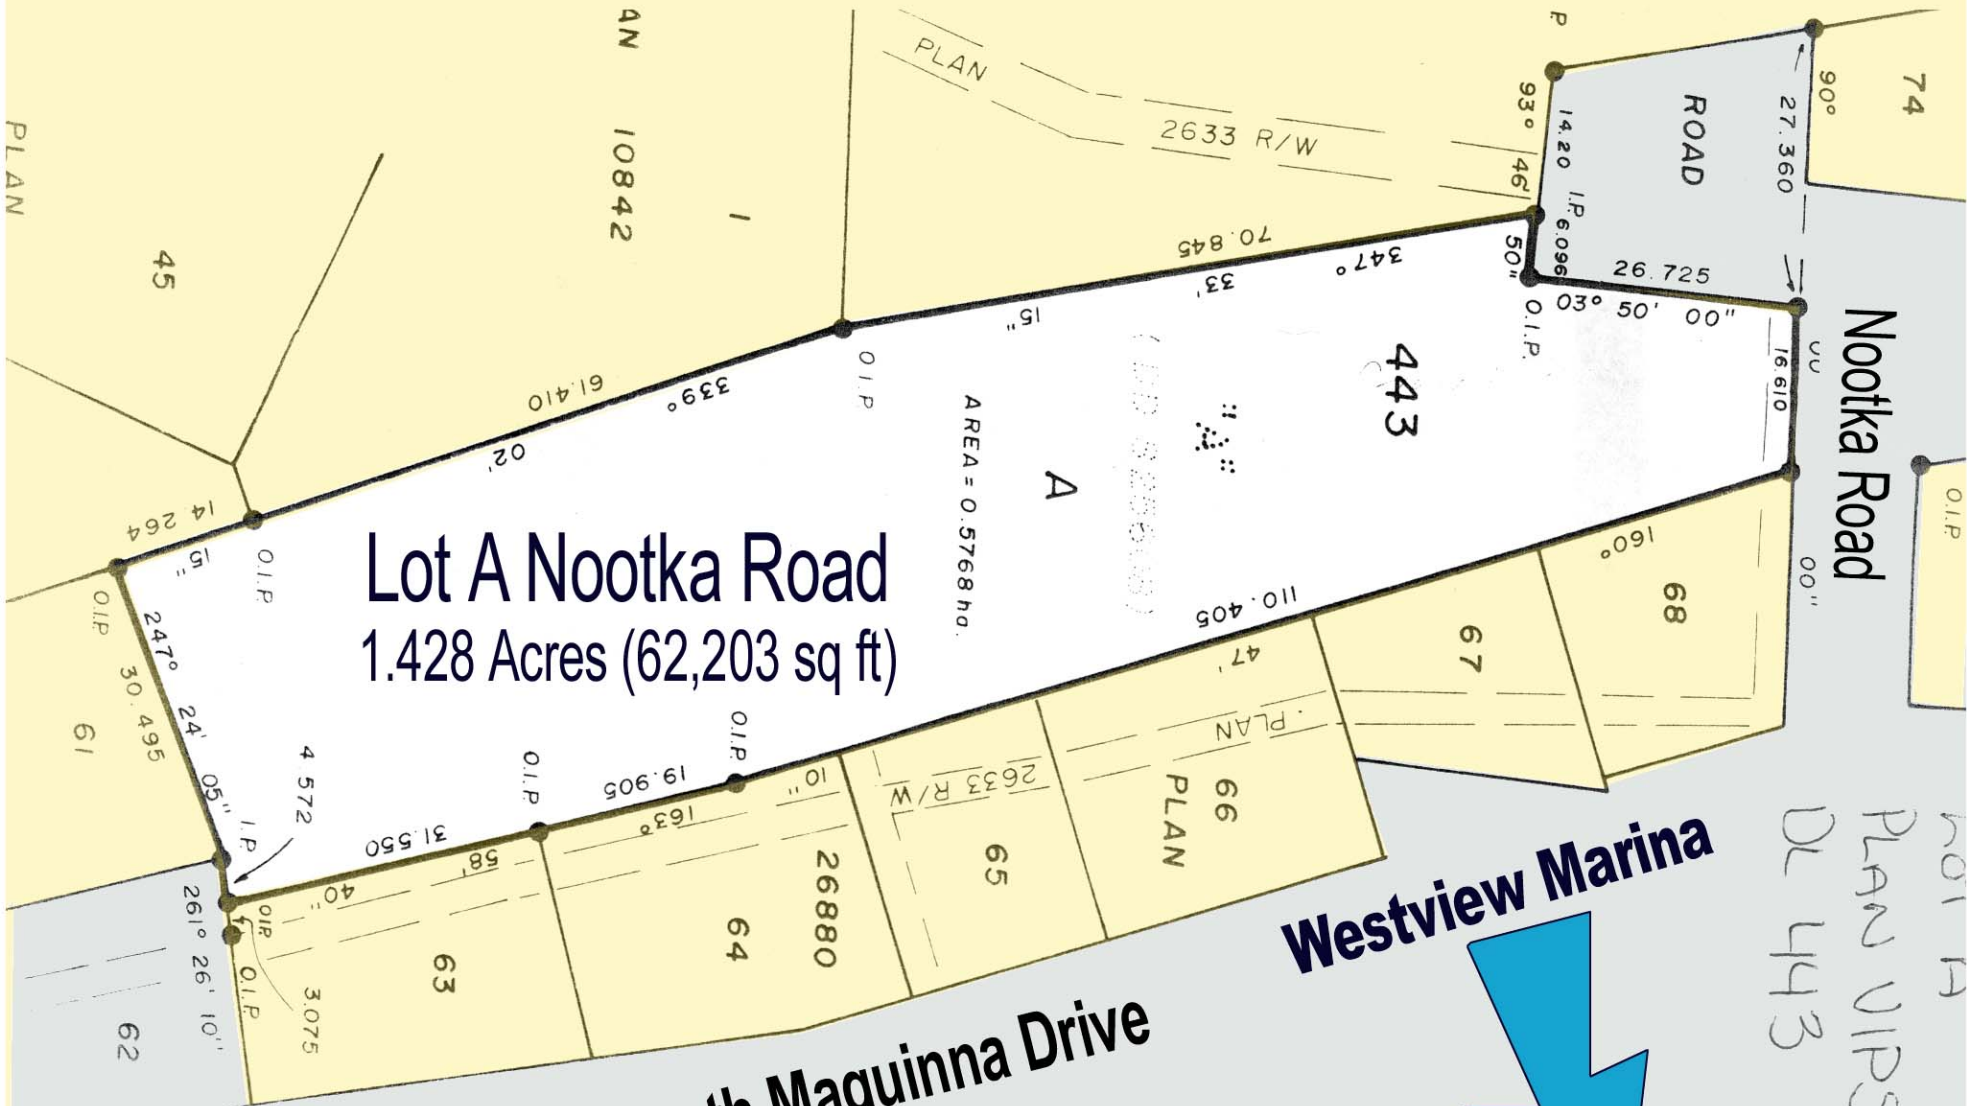 AN 10842
PLAN
45
1
PLAN
2633 R/W
P
93° 46' 50"
14.20
I.P.
6.096
ROAD
27.360
90°
74
26.725
03° 50' 00"
O.I.P.
16.610
00"
Nootka Road
O.I.P.
70.845
347° 33' 15"
61.410
339° 02' 15"
O.I.P
14.264
O.I.P.
O.I.P.
443
A
AREA = 0.5768 ha.
Lot A Nootka Road
1.428 Acres (62,203 sq ft)
247° 24' 05"
30.495
61
4.572
I.P.
O.I.P.
O.I.P.
110.405
160° 47' 10"
19.905
31.550
163° 58' 40"
68
67
66
PLAN
PLAN
2633 R/W
65
26880
64
63
O.I.P.
O.I.P.
3.075
261° 26' 10"
62
Westview Marina
Maquinna Drive
LOT A
PLAN VIPS
DL 443